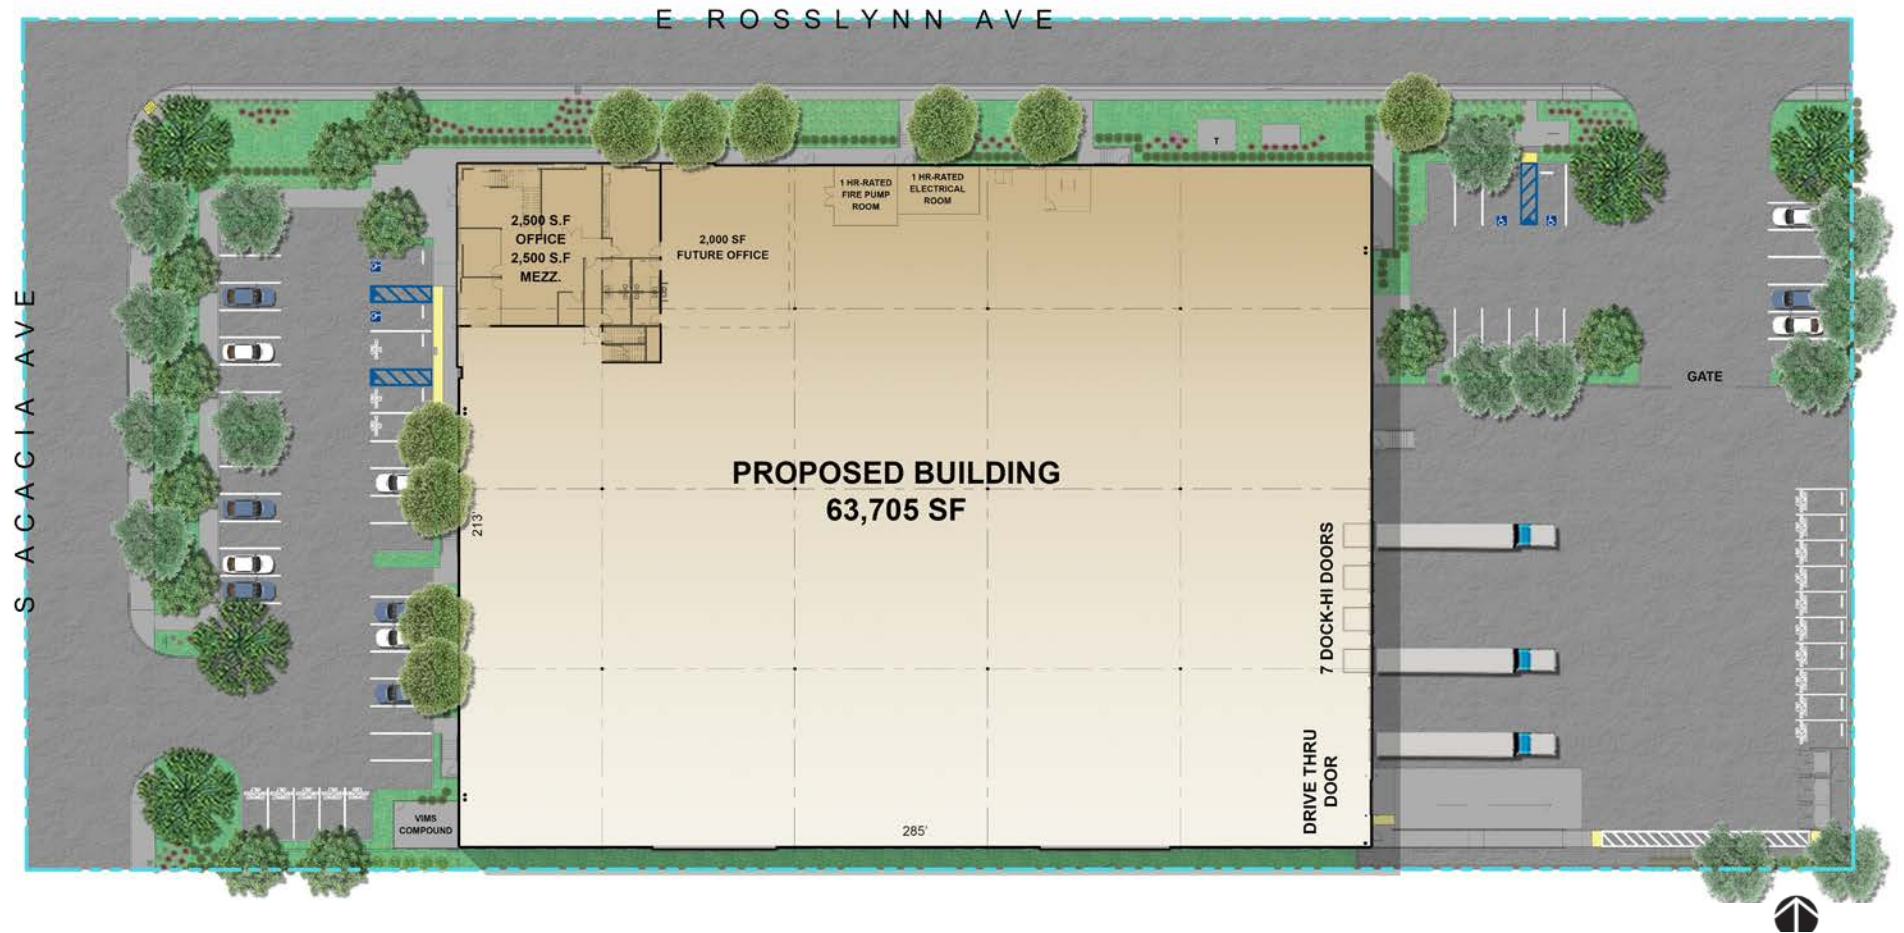 E ROSSLYNN AVE
S ACACIA AVE
2,500 S.F
OFFICE
2,500 S.F
MEZZ.
2,000 SF
FUTURE OFFICE
1 HR-RATED
FIRE PUMP
ROOM
1 HR-RATED
ELECTRICAL
ROOM
T
GATE
PROPOSED BUILDING
63,705 SF
213'
7 DOCK-HI DOORS
DRIVE THRU
DOOR
285'
VIMS
COMPOUND